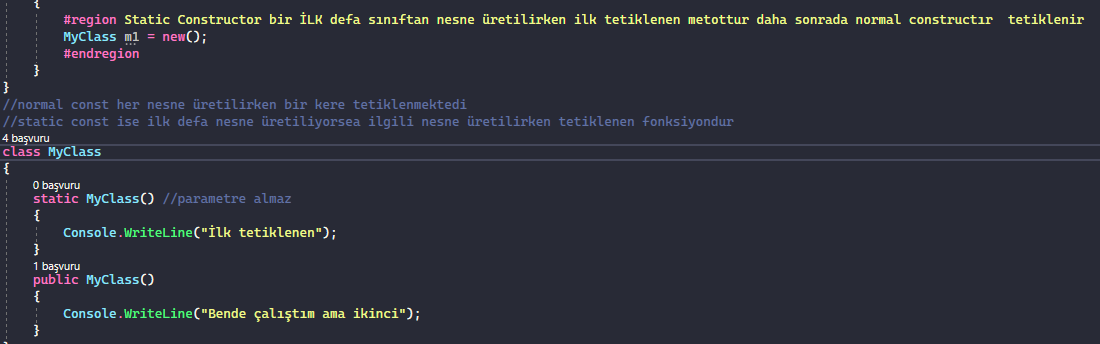 {
#region Static Constructor bir İLK defa sınıftan nesne üretilirken ilk tetiklenen metottur daha sonrada normal constructır  tetiklenir
MyClass m1 = new();
#endregion
}
}
//normal const her nesne üretilirken bir kere tetiklenmektedi
//static const ise ilk defa nesne üretiliyorsea ilgili nesne üretilirken tetiklenen fonksiyondur
4 başvuru
class MyClass
{
0 başvuru
static MyClass() //parametre almaz
{
Console.WriteLine("İlk tetiklenen");
}
1 başvuru
public MyClass()
{
Console.WriteLine("Bende çalıştım ama ikinci");
}
}